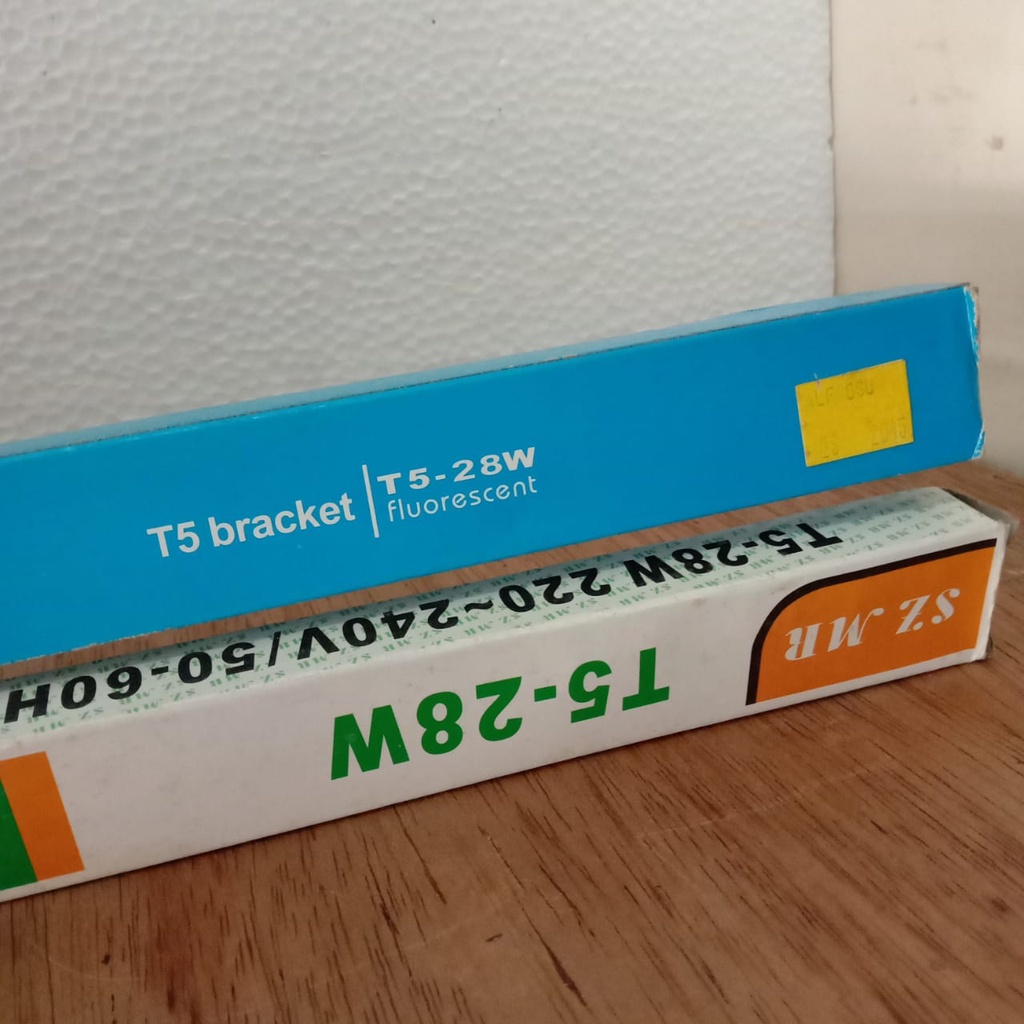 T5 bracket
T5-28W
fluorescent
T5-28W 220~240V/50-60H
T5-28W
SZ MR